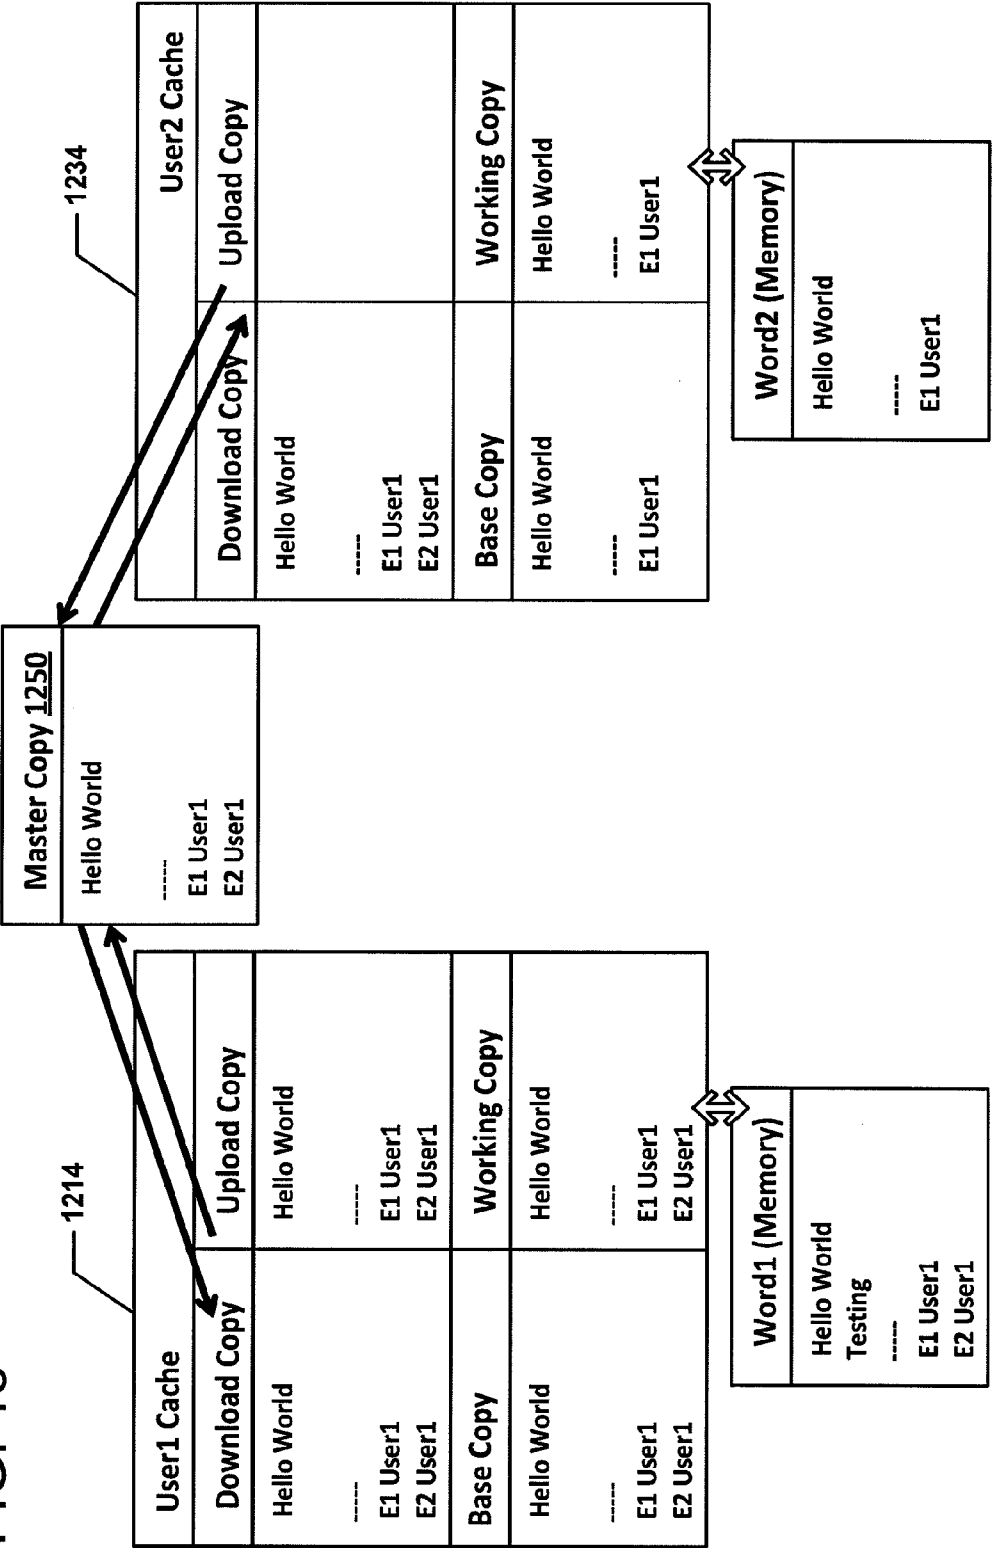 Master Copy 1250
Hello World
-----
E1 User1
E2 User1
1214
User1 Cache
Download Copy
Upload Copy
Hello World
-----
E1 User1
E2 User1
Hello World
-----
E1 User1
E2 User1
Base Copy
Working Copy
Hello World
-----
E1 User1
E2 User1
Hello World
-----
E1 User1
E2 User1
Word1 (Memory)
Hello World
Testing
-----
E1 User1
E2 User1
1234
User2 Cache
Download Copy
Upload Copy
Hello World
-----
E1 User1
E2 User1
Base Copy
Working Copy
Hello World
-----
E1 User1
Hello World
-----
E1 User1
Word2 (Memory)
Hello World
-----
E1 User1